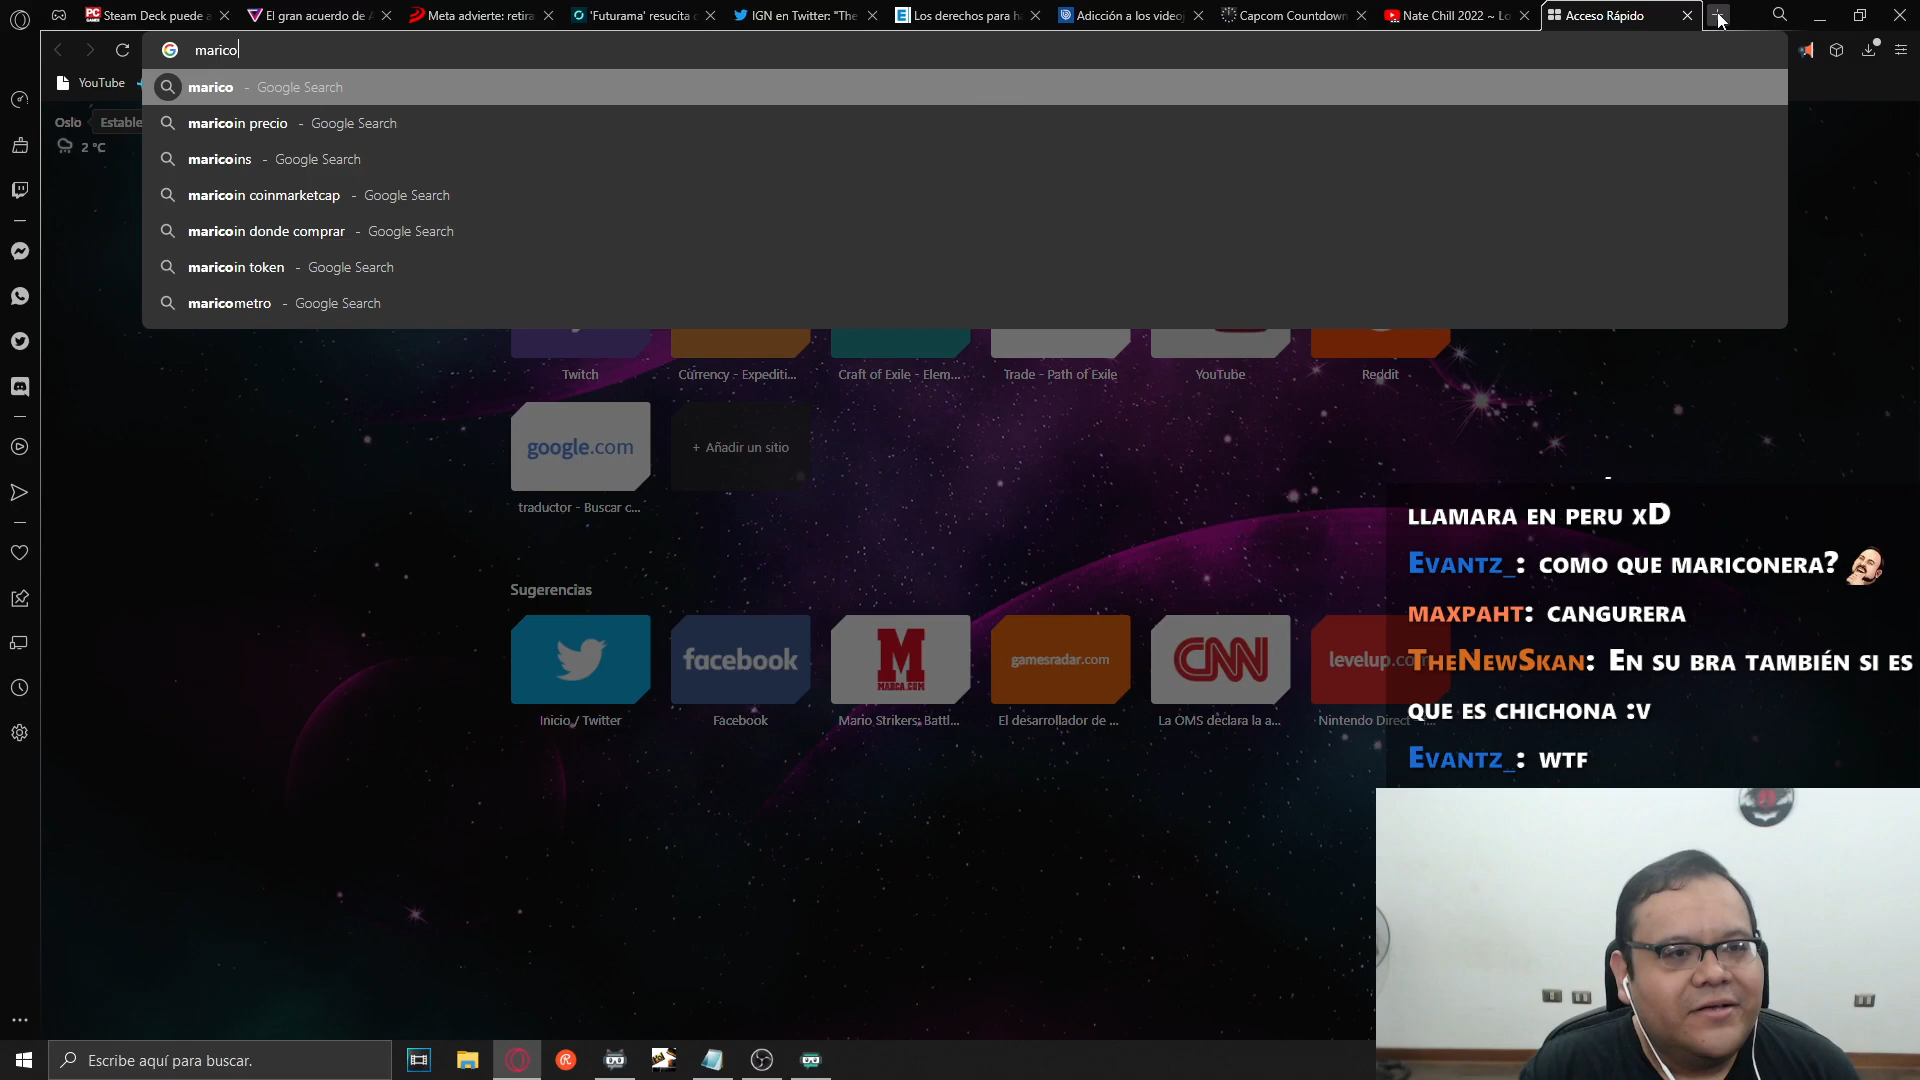 Steam Deck puede a
El gran acuerdo de A
Meta advierte: retira
'Futurama' resucita c
IGN en Twitter: "The
Los derechos para h
Adicción a los videoj
Capcom Countdown
Nate Chill 2022 ~ Lo
Acceso Rápido
marico
YouTube
marico - Google Search
maricoin precio - Google Search
maricoins - Google Search
maricoin coinmarketcap - Google Search
maricoin donde comprar - Google Search
maricoin token - Google Search
maricometro - Google Search
Oslo
Estable
2 °C
Twitch
Currency - Expediti...
Craft of Exile - Elem...
Trade - Path of Exile
YouTube
Reddit
google.com
+ Añadir un sitio
traductor - Buscar c...
Sugerencias
facebook
M
MARCA.COM
gamesradar.com
CNN
levelup.co
Inicio / Twitter
Facebook
Mario Strikers: Battl...
El desarrollador de ...
La OMS declara la a...
Nintendo Direct
LLAMARA EN PERU XD
EVANTZ_: COMO QUE MARICONERA?
MAXPAHT: CANGURERA
THENEWSKAN: EN SU BRA TAMBIÉN SI ES
QUE ES CHICHONA :V
EVANTZ_: WTF
Escribe aquí para buscar.